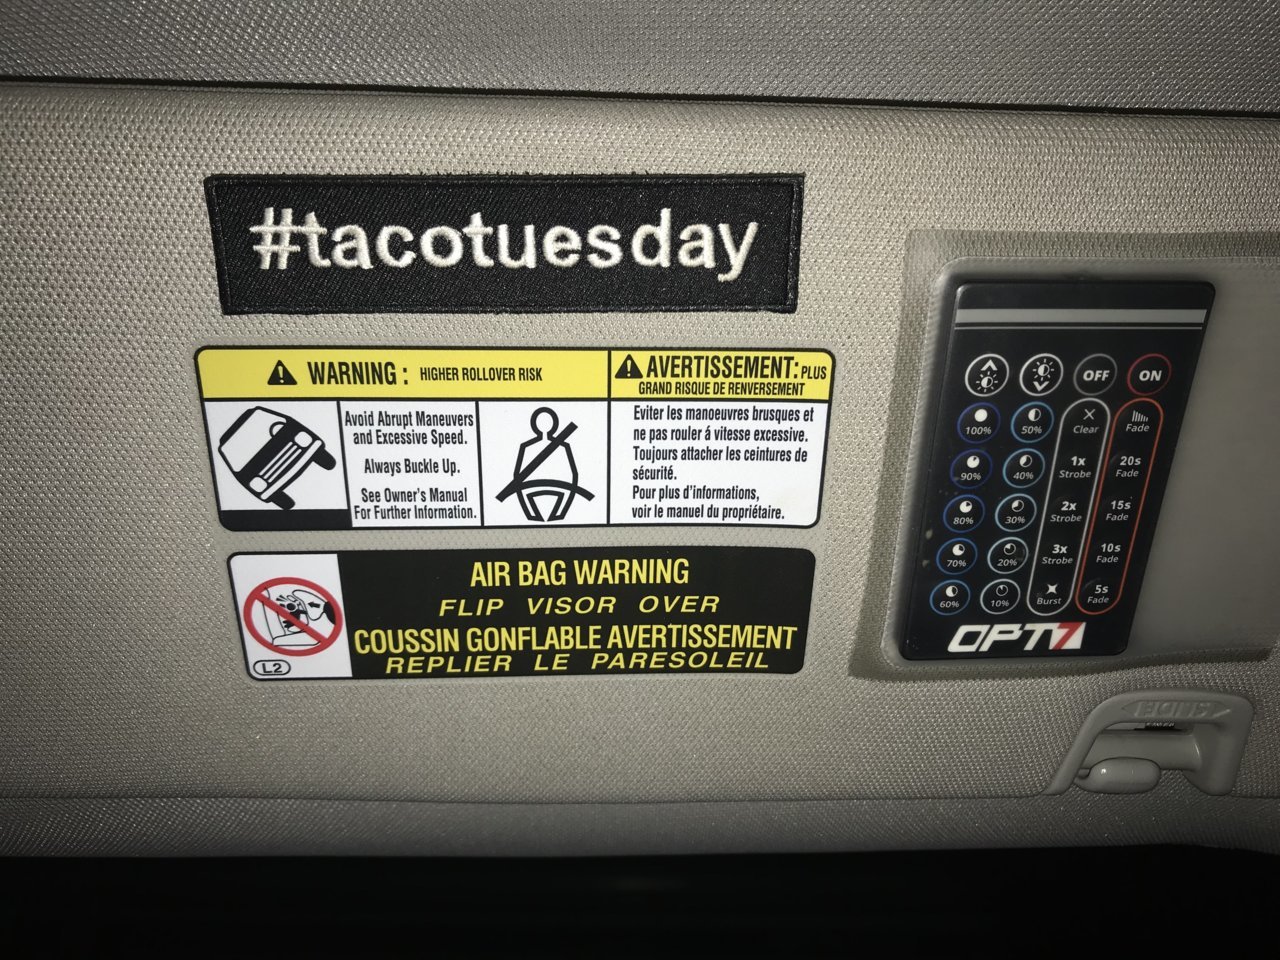 #tacotuesday
WARNING: HIGHER ROLLOVER RISK
Avoid Abrupt Maneuvers
and Excessive Speed.
Always Buckle Up.
See Owner's Manual
For Further Information.
AVERTISSEMENT: PLUS
GRAND RISQUE DE RENVERSEMENT
Eviter les manoeuvres brusques et
ne pas rouler á vitesse excessive.
Toujours attacher les ceintures de
sécurité.
Pour plus d'informations,
voir le manuel du propriétaire.
AIR BAG WARNING
FLIP VISOR OVER
COUSSIN GONFLABLE AVERTISSEMENT
REPLIER LE PARESOLEIL
L2
OFF ON
100% 50% Clear Fade
90% 40% 1x Strobe 20s Fade
80% 30% 2x Strobe 15s Fade
70% 20% 3x Strobe 10s Fade
60% 10% Burst 5s Fade
OPT7